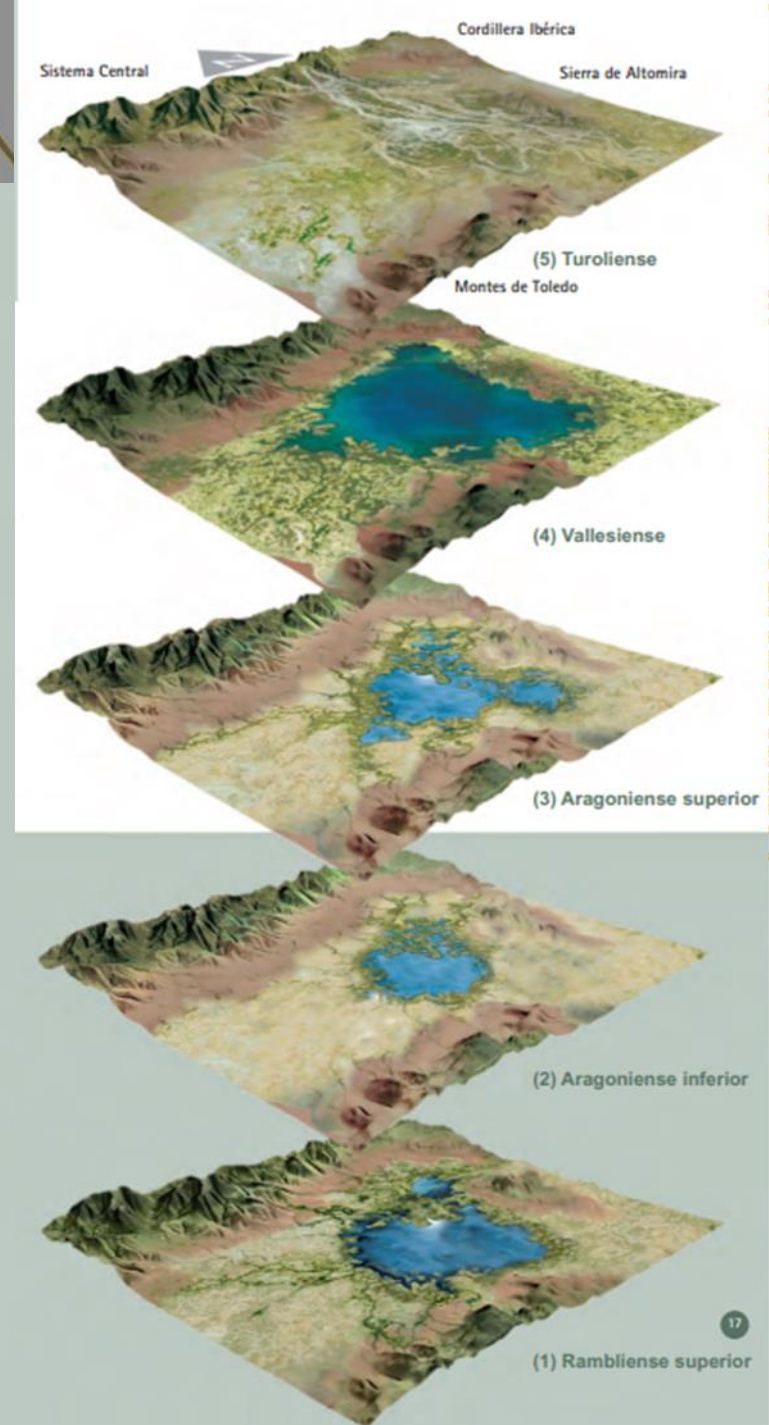 Cordillera Ibérica
Sistema Central
N
Sierra de Altomira
(5) Turoliense
Montes de Toledo
(4) Vallesiense
(3) Aragoniense superior
(2) Aragoniense inferior
17
(1) Rambliense superior